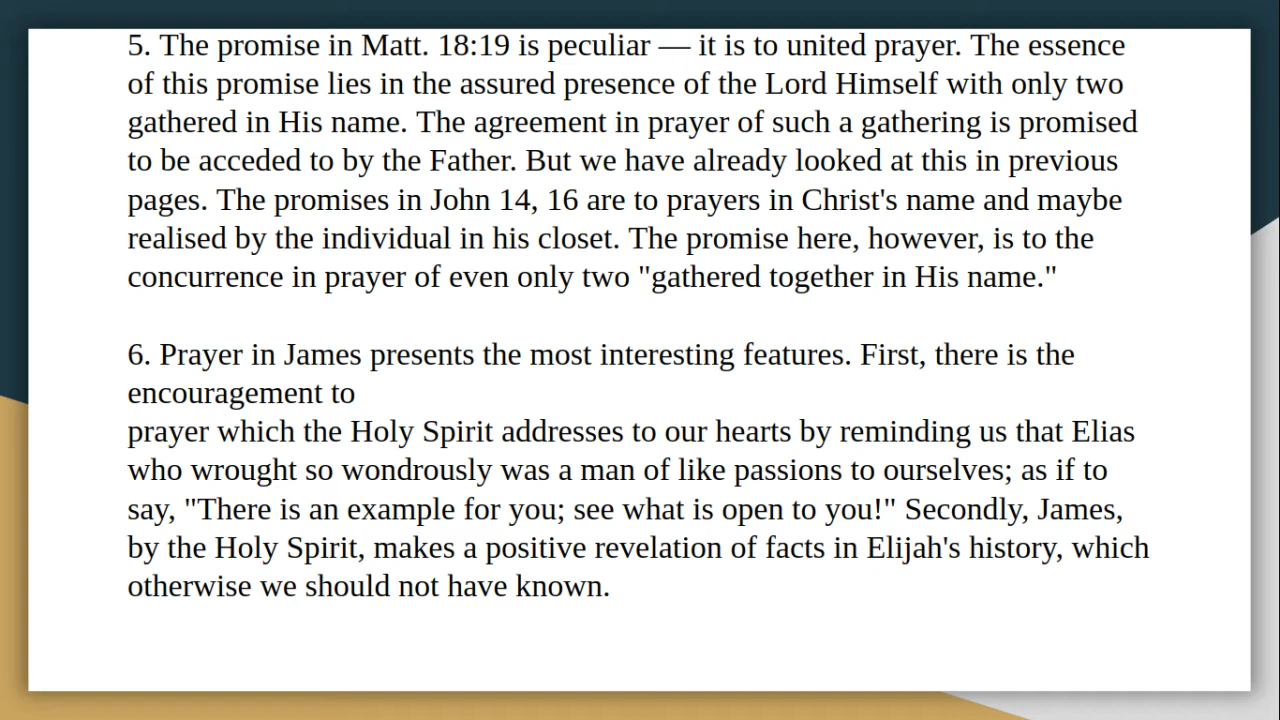 5. The promise in Matt. 18:19 is peculiar — it is to united prayer. The essence
of this promise lies in the assured presence of the Lord Himself with only two
gathered in His name. The agreement in prayer of such a gathering is promised
to be acceded to by the Father. But we have already looked at this in previous
pages. The promises in John 14, 16 are to prayers in Christ's name and maybe
realised by the individual in his closet. The promise here, however, is to the
concurrence in prayer of even only two "gathered together in His name."
6. Prayer in James presents the most interesting features. First, there is the
encouragement to
prayer which the Holy Spirit addresses to our hearts by reminding us that Elias
who wrought so wondrously was a man of like passions to ourselves; as if to
say, "There is an example for you; see what is open to you!" Secondly, James,
by the Holy Spirit, makes a positive revelation of facts in Elijah's history, which
otherwise we should not have known.